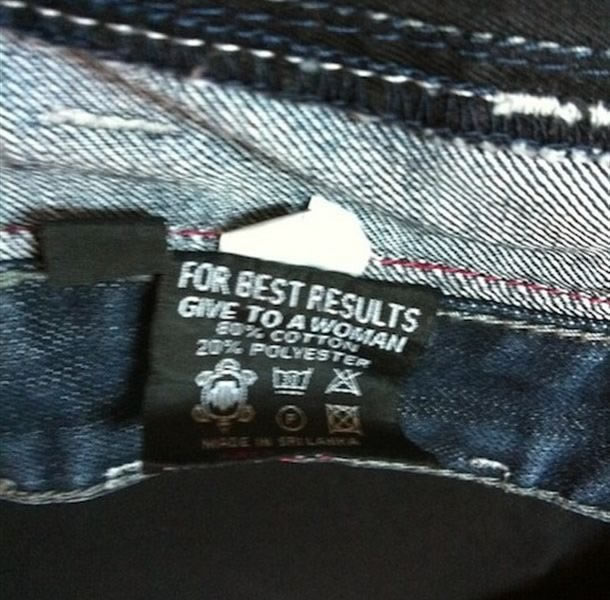 FOR BEST RESULTS
GIVE TO A WOMAN
80% COTTON
20% POLYESTER
P
MADE IN SRI LANKA